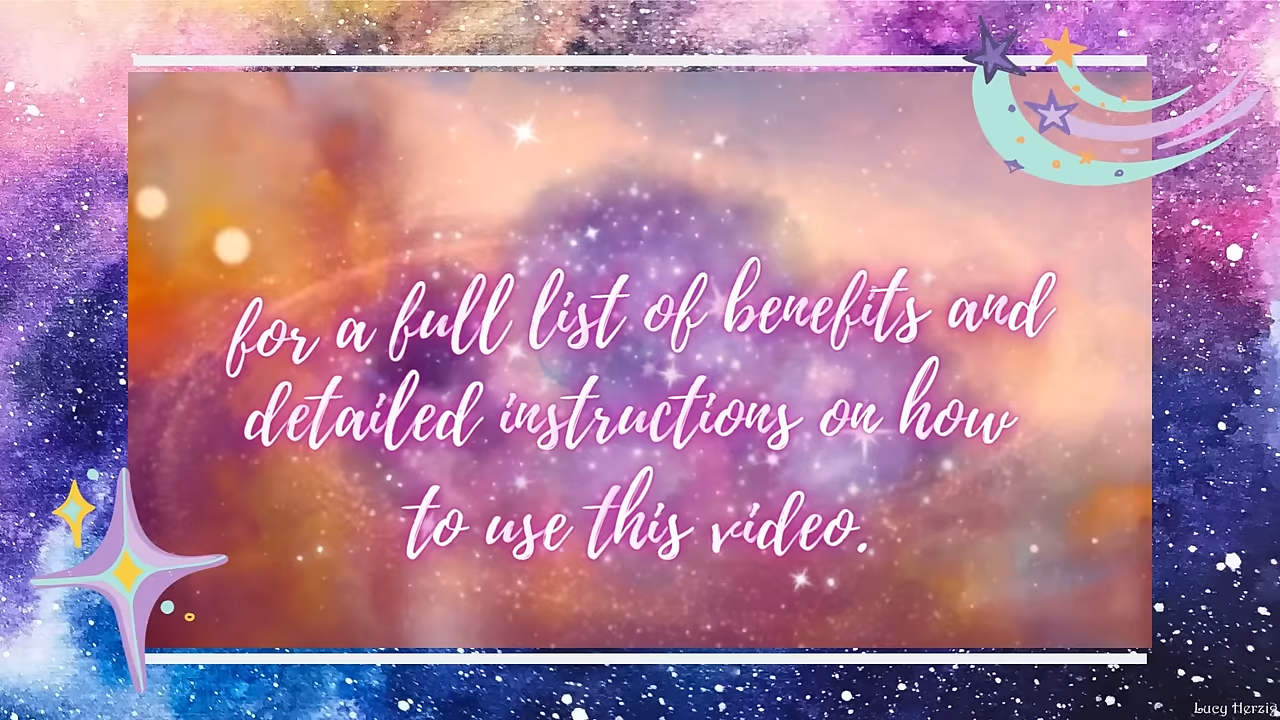 for a full list of benefits and
detailed instructions on how
to use this video.
Lucy Herzig